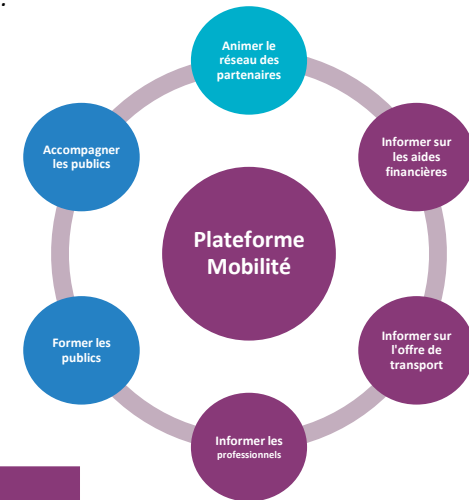 .
Animer le
réseau des
partenaires
Informer sur
les aides
financières
Informer sur
l'offre de
transport
Informer les
professionnels
Former les
publics
Accompagner
les publics
Plateforme
Mobilité